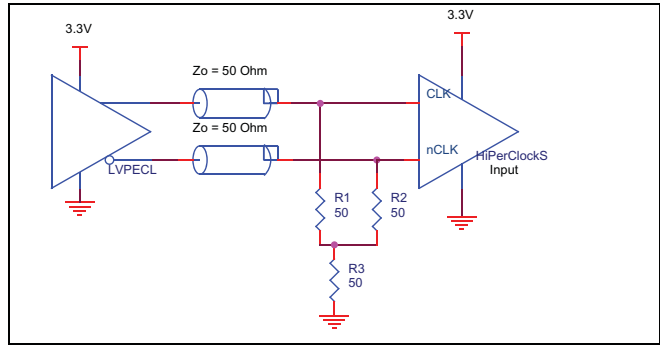 3.3V
3.3V
Zo = 50 Ohm
CLK
Zo = 50 Ohm
nCLK
LVPECL
HiPerClockS
Input
R1
50
R2
50
R3
50